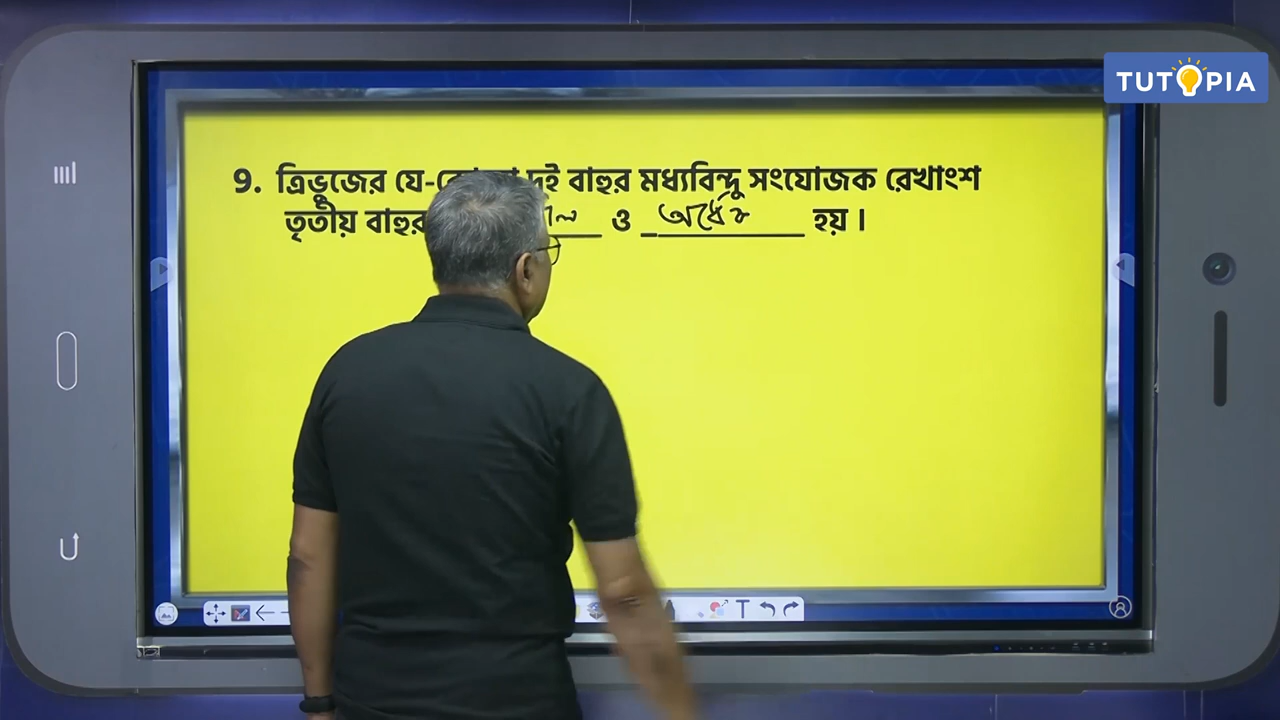 TUTOPIA
9. ত্রিভুজের দুই বাহুর মধ্যবিন্দু সংযোজক রেখাংশ
তৃতীয় বাহুর ও অর্ধেক হয় ।